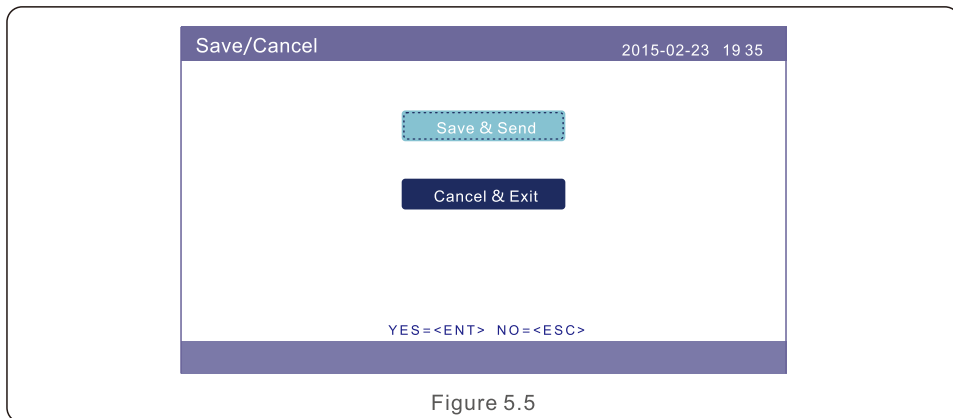 Save/Cancel 2015-02-23 19 35
Save & Send
Cancel & Exit
YES=<ENT> NO=<ESC>
Figure 5.5